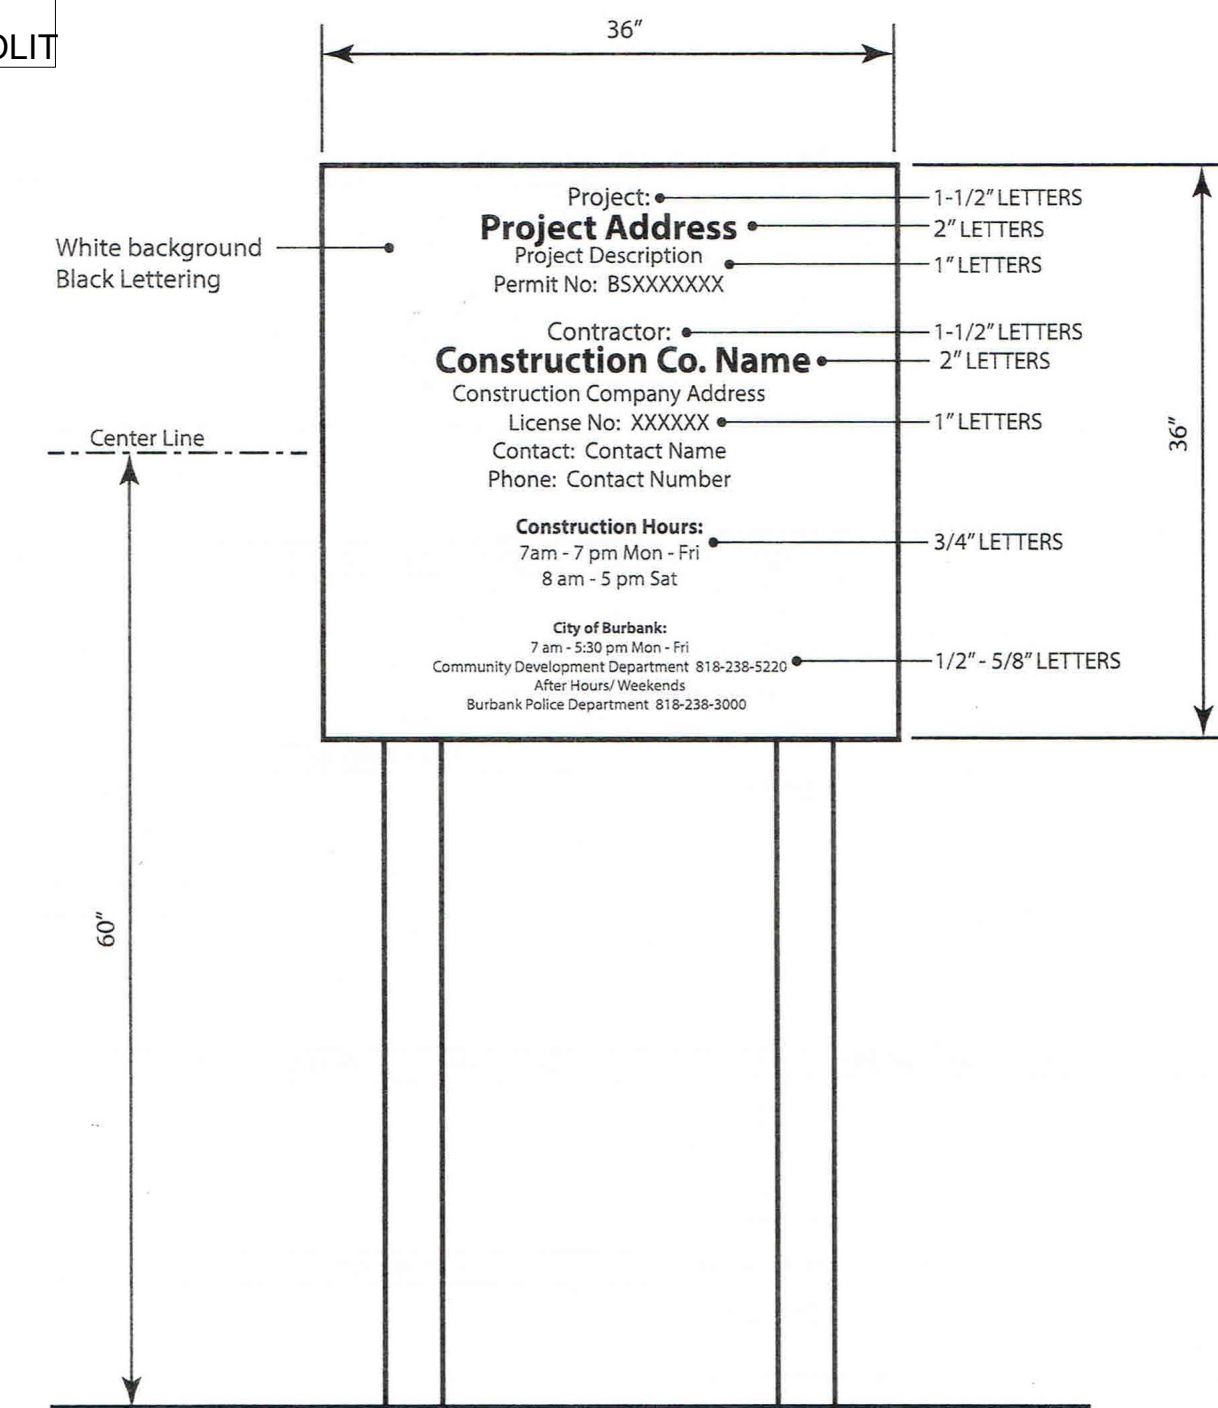 36"
Project:
1-1/2" LETTERS
Project Address
2" LETTERS
White background
Black Lettering
Project Description
1" LETTERS
Permit No: BSXXXXXXX
Contractor:
1-1/2" LETTERS
Construction Co. Name
2" LETTERS
Construction Company Address
License No: XXXXXX
1" LETTERS
36"
Center Line
Contact: Contact Name
Phone: Contact Number
Construction Hours:
3/4" LETTERS
7am - 7 pm Mon - Fri
8 am - 5 pm Sat
City of Burbank:
7 am - 5:30 pm Mon - Fri
Community Development Department 818-238-5220
1/2" - 5/8" LETTERS
After Hours/ Weekends
Burbank Police Department 818-238-3000
60"